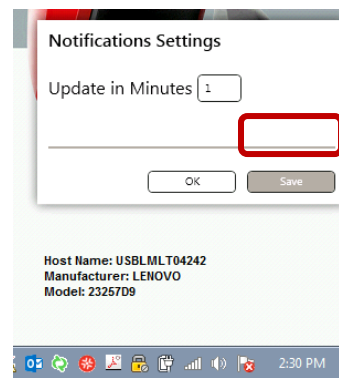 Notifications Settings
Update in Minutes 1
OK Save
Host Name: USBLMLT04242
Manufacturer: LENOVO
Model: 23257D9
2:30 PM